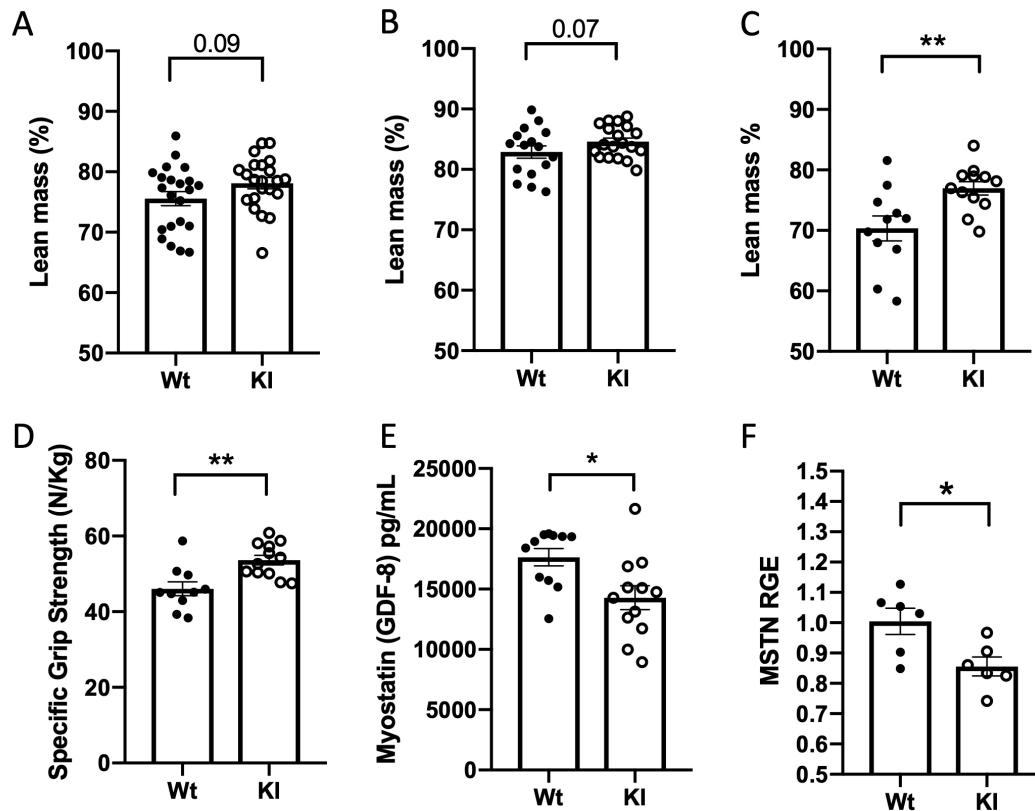 A
0.09
Lean mass (%)
100
90
80
70
60
50
Wt
KI
B
0.07
Lean mass (%)
100
90
80
70
60
50
Wt
KI
C
**
Lean mass %
100
90
80
70
60
50
Wt
KI
D
**
Specific Grip Strength (N/Kg)
80
60
40
20
0
Wt
KI
E
*
Myostatin (GDF-8) pg/mL
25000
20000
15000
10000
5000
0
Wt
KI
F
*
MSTN RGE
1.5
1.4
1.3
1.2
1.1
1.0
0.9
0.8
0.7
0.6
0.5
Wt
KI